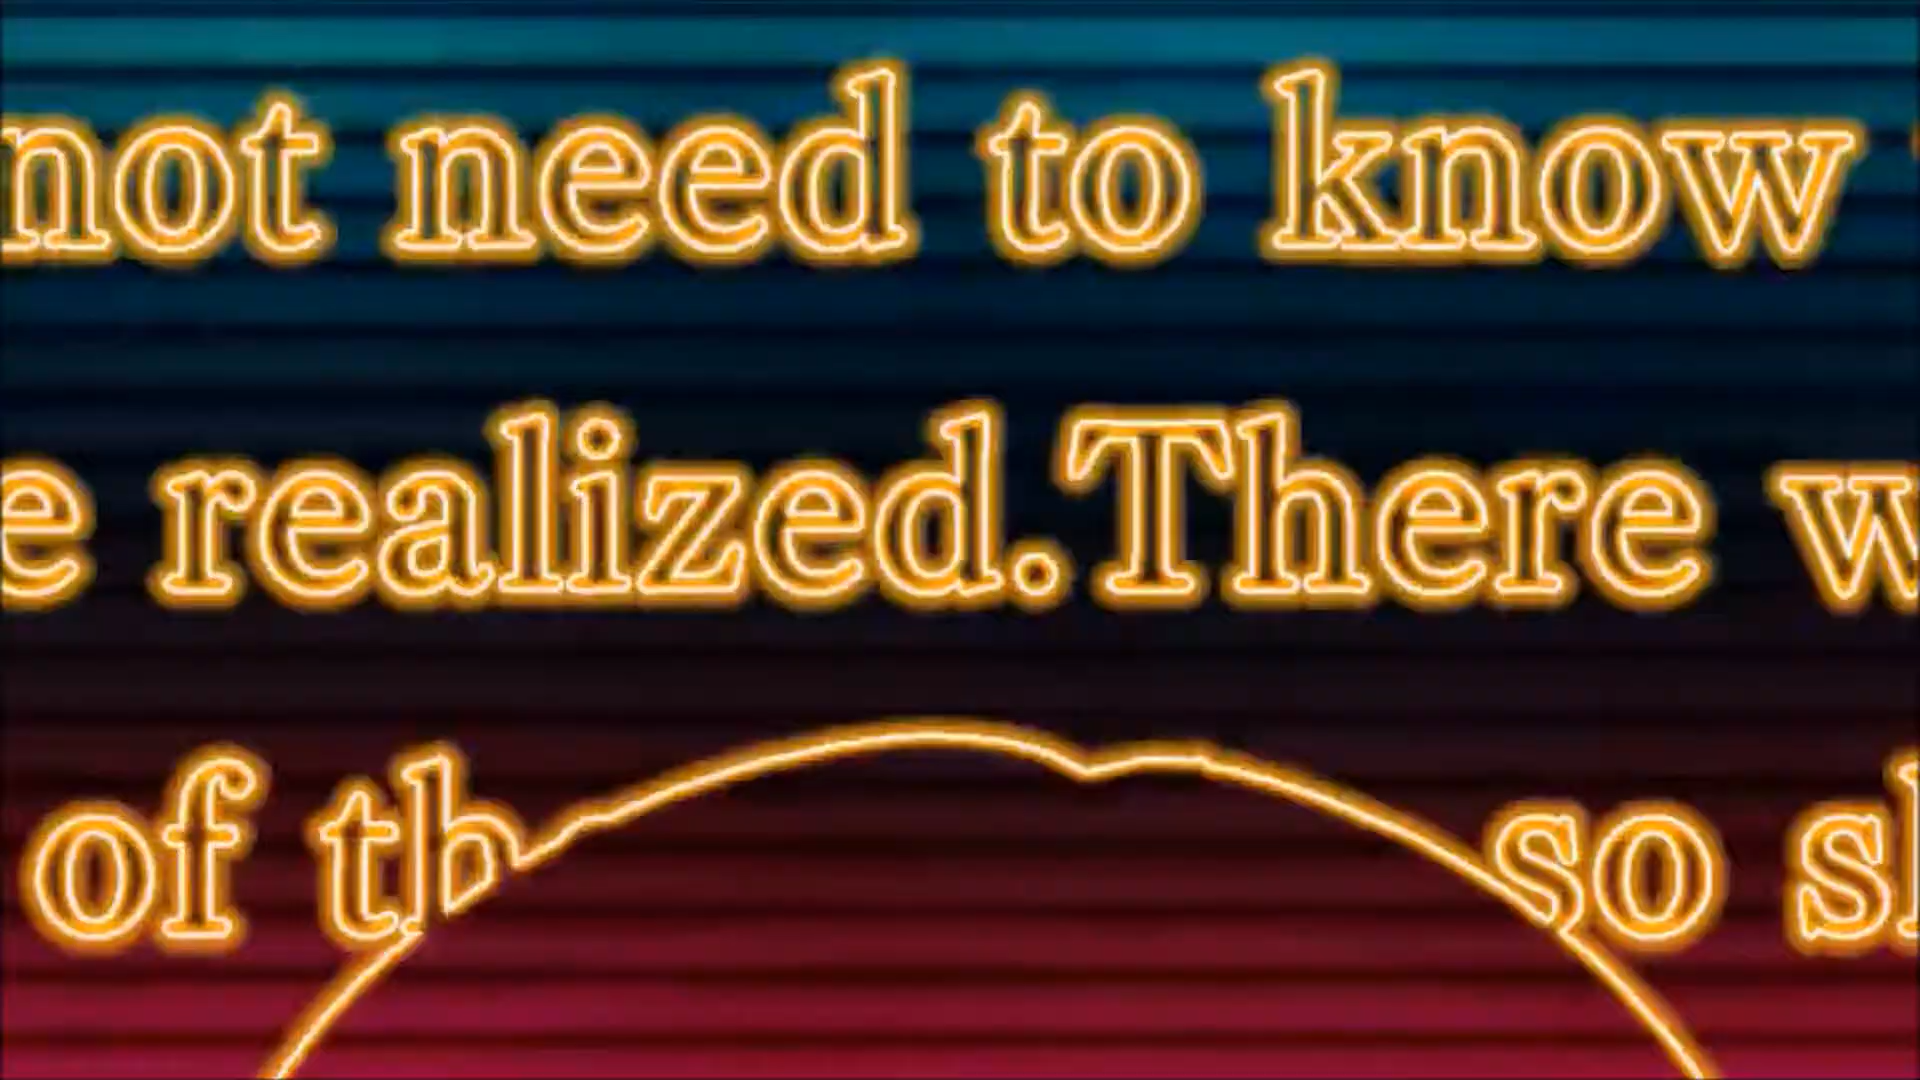 not need to know
e realized.There w
of th so s